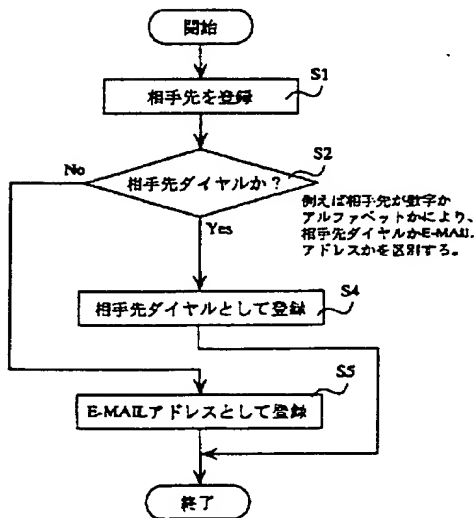 開始
S1
相手先を登録
S2
No
相手先ダイヤルか？
例えば相手先が数字か
アルファベットかにより、
相手先ダイヤルかE-MAIL
アドレスかを区別する。
Yes
S4
相手先ダイヤルとして登録
S5
E-MAILアドレスとして登録
終了